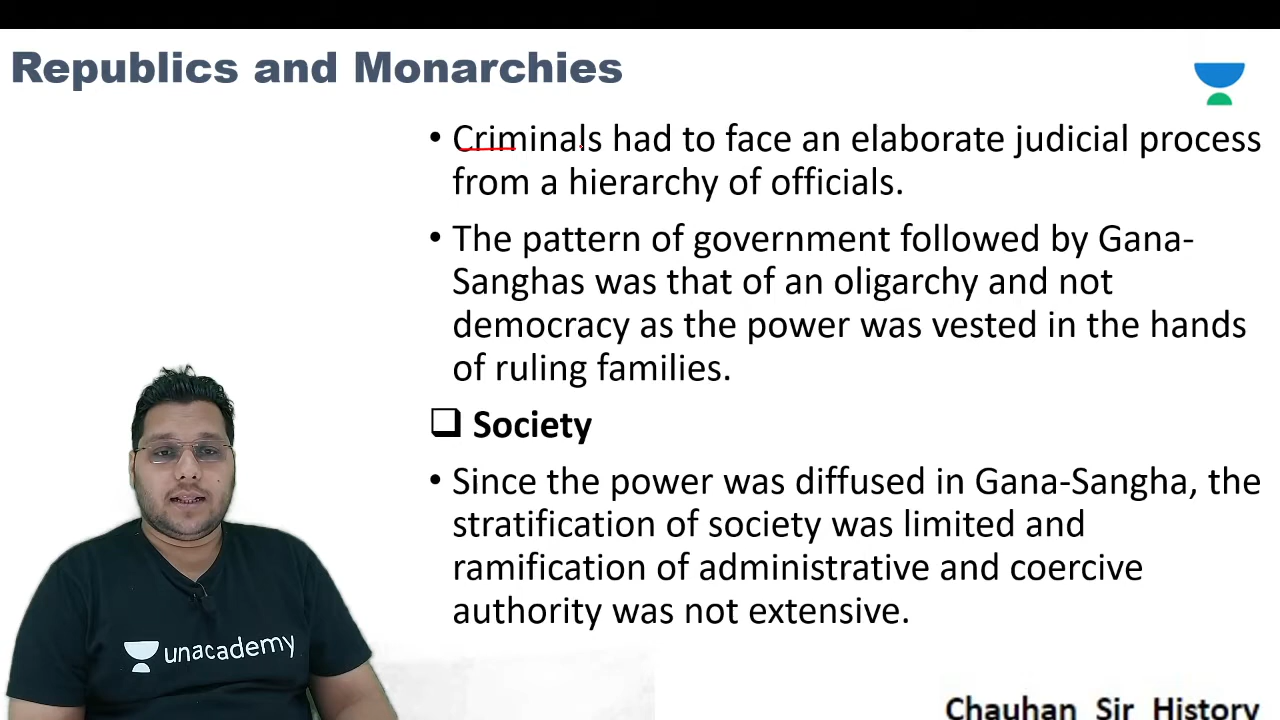 Republics and Monarchies
• Criminals had to face an elaborate judicial process
from a hierarchy of officials.
• The pattern of government followed by Gana-
Sanghas was that of an oligarchy and not
democracy as the power was vested in the hands
of ruling families.
❑ Society
• Since the power was diffused in Gana-Sangha, the
stratification of society was limited and
ramification of administrative and coercive
authority was not extensive.
unacademy
Chauhan Sir History